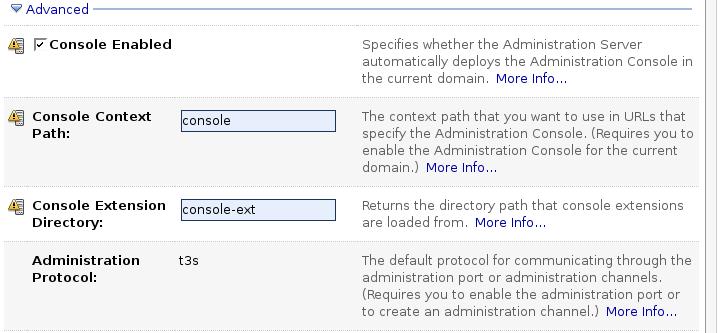 Advanced
Console Enabled
Specifies whether the Administration Server
automatically deploys the Administration Console in
the current domain.  More Info...
Console Context
Path:
console
The context path that you want to use in URLs that
specify the Administration Console. (Requires you to
enable the Administration Console for the current
domain.)  More Info...
Console Extension
Directory:
console-ext
Returns the directory path that console extensions
are loaded from.  More Info...
Administration
Protocol:
t3s
The default protocol for communicating through the
administration port or administration channels.
(Requires you to enable the administration port or
to create an administration channel.)  More Info...